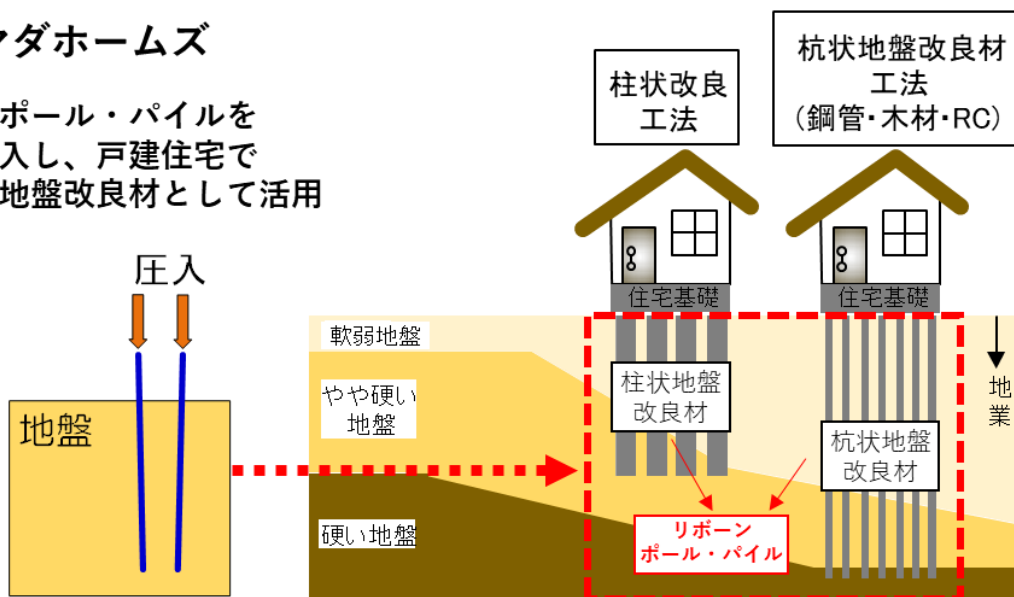 マダホームズ
ポール・パイルを
入し、戸建住宅で
地盤改良材として活用
圧入
地盤
柱状改良
工法
杭状地盤改良材
工法
(鋼管・木材・RC)
住宅基礎
住宅基礎
軟弱地盤
やや硬い
地盤
硬い地盤
柱状地盤
改良材
杭状地盤
改良材
地
業
リボーン
ポール・パイル